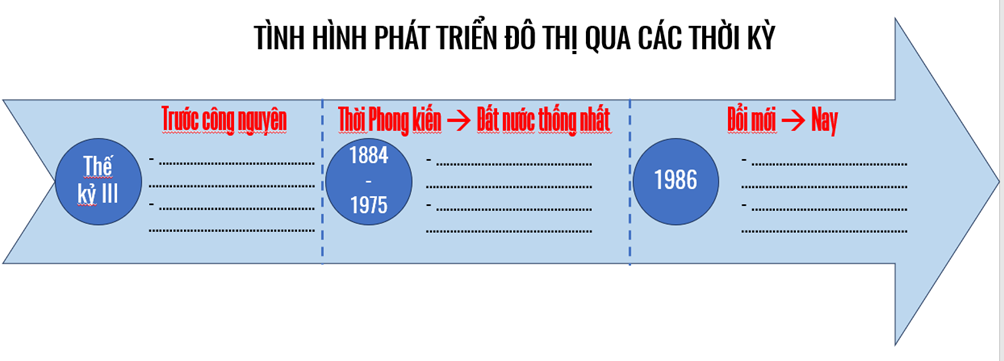 TÌNH HÌNH PHÁT TRIỂN ĐÔ THỊ QUA CÁC THỜI KỲ
Trước công nguyên
Thế
kỷ III
- ........................................
........................................
- ........................................
........................................
Thời Phong kiến → Đất nước thống nhất
1884
-
1975
- ........................................
........................................
- ........................................
........................................
Đổi mới → Nay
1986
- ........................................
........................................
- ........................................
........................................